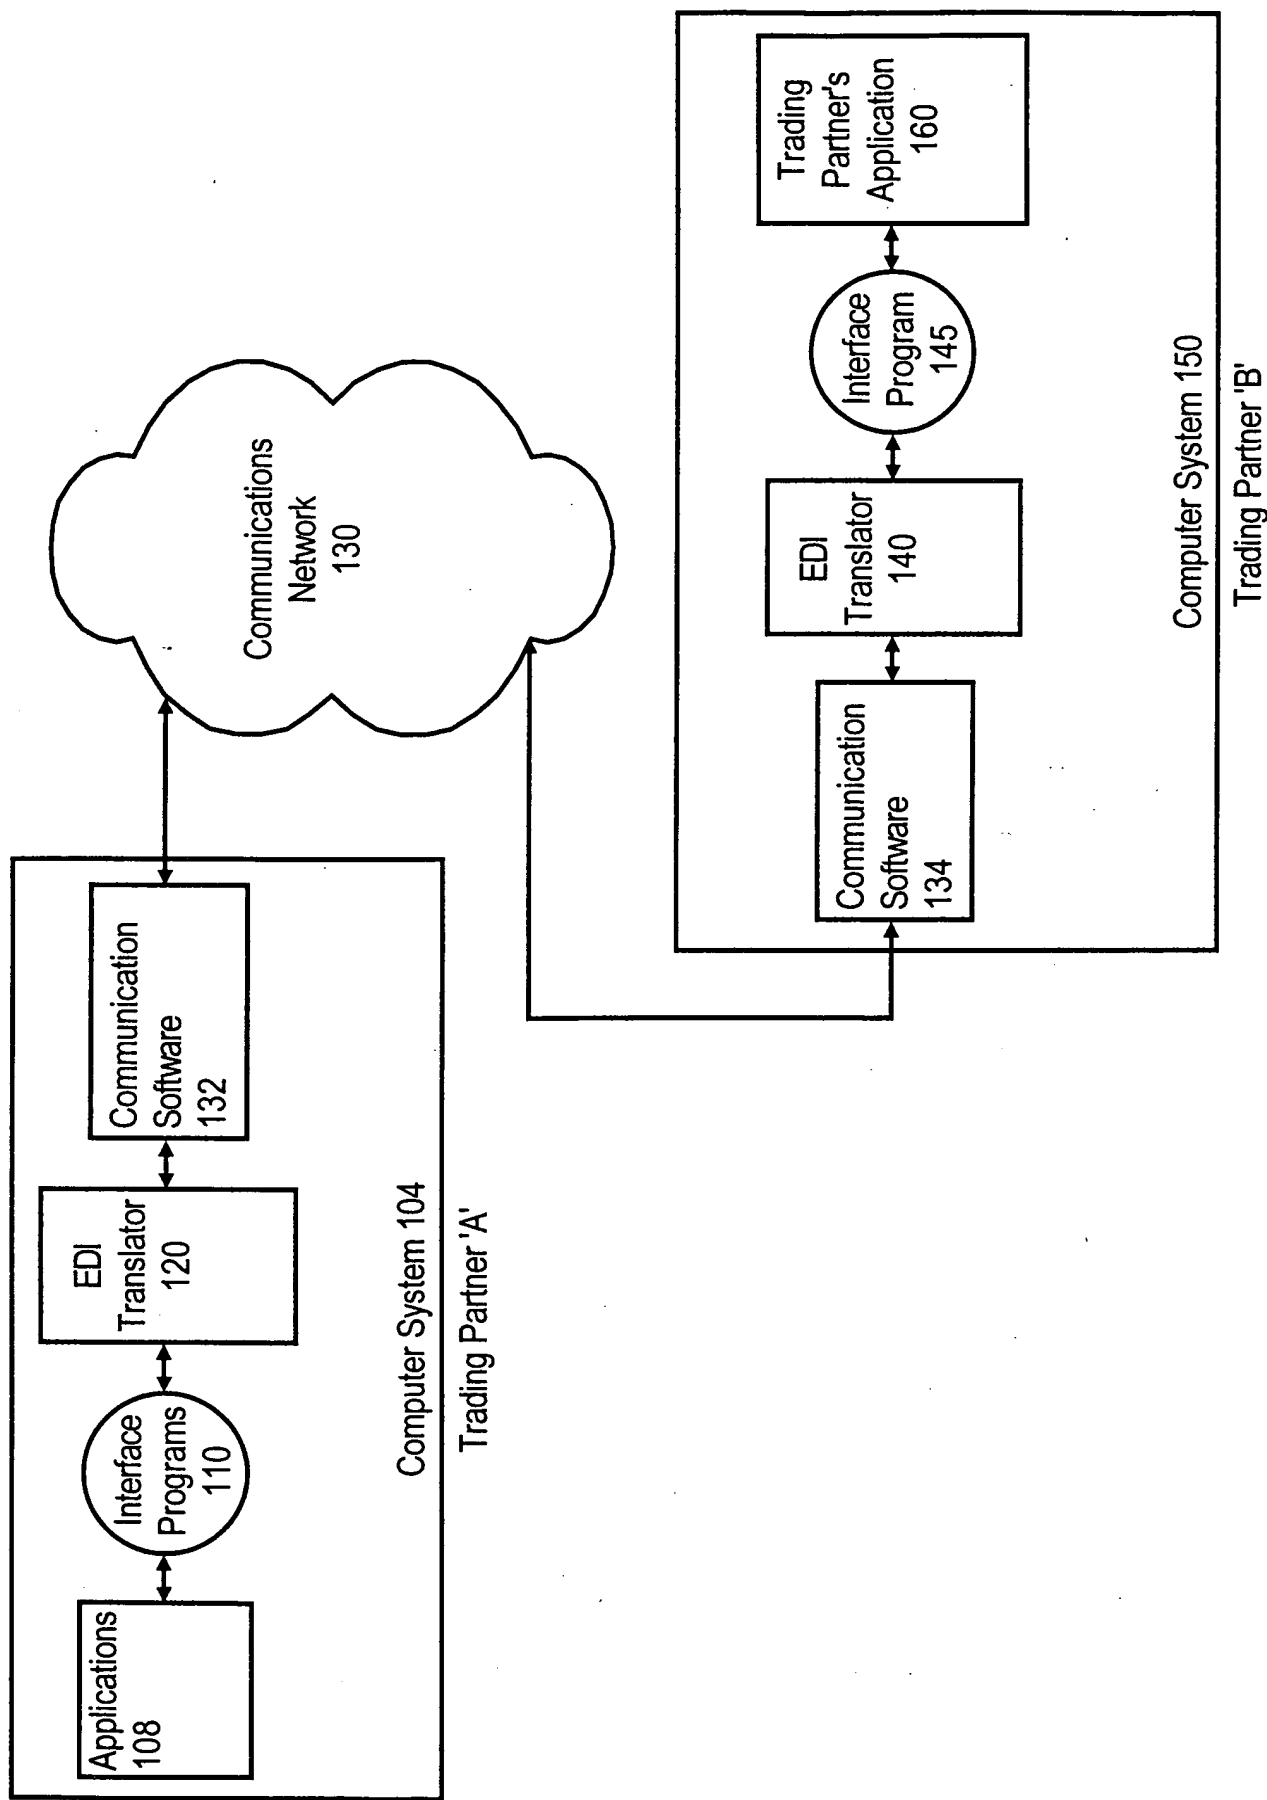 Applications
108
Interface
Programs
110
EDI
Translator
120
Communication
Software
132
Computer System 104
Trading Partner 'A'
Communications
Network
130
Communication
Software
134
EDI
Translator
140
Interface
Program
145
Trading
Partner's
Application
160
Computer System 150
Trading Partner 'B'